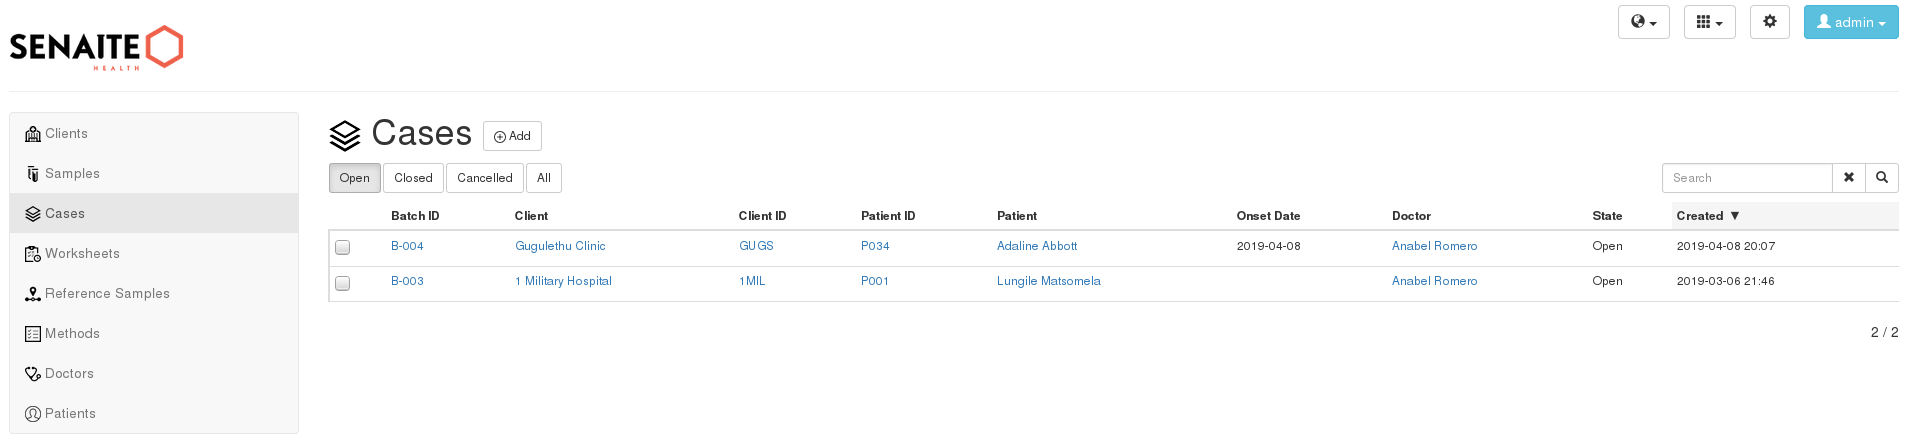 SENAITE
HEALTH
admin
Clients
Samples
Cases
Worksheets
Reference Samples
Methods
Doctors
Patients
Cases Add
Open Closed Cancelled All Search
Batch ID Client Client ID Patient ID Patient Onset Date Doctor State Created ▼
B-004 Gugulethu Clinic GUGS P034 Adaline Abbott 2019-04-08 Anabel Romero Open 2019-04-08 20:07
B-003 1 Military Hospital 1MIL P001 Lungile Matsomela Anabel Romero Open 2019-03-06 21:46
2 / 2